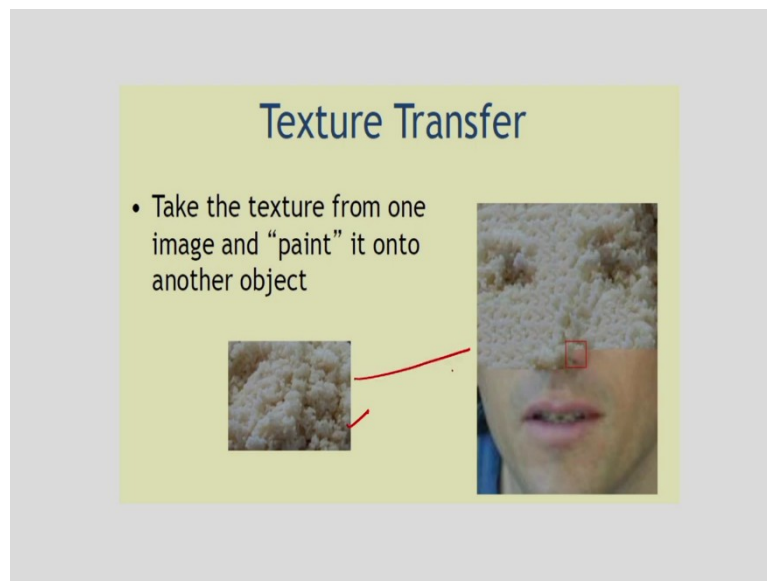 Texture Transfer
• Take the texture from one
image and “paint” it onto
another object